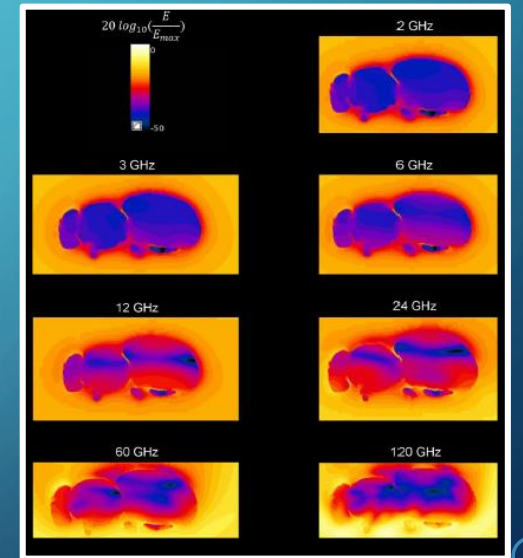 20 log₁₀(E/Eₘₐₓ)
0
-50
2 GHz
3 GHz
6 GHz
12 GHz
24 GHz
60 GHz
120 GHz